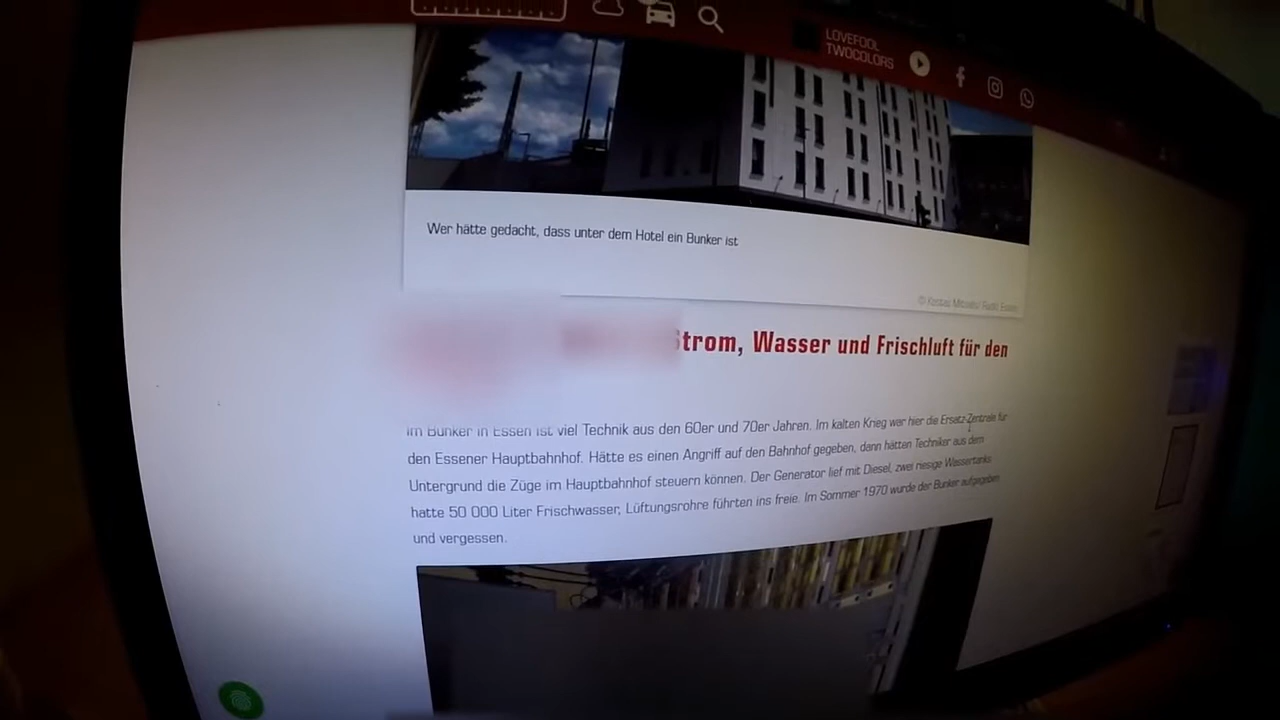 LOVEFOOL
TWOCOLORS
Wer hätte gedacht, dass unter dem Hotel ein Bunker ist
Strom, Wasser und Frischluft für den
Im Bunker in Essen ist viel Technik aus den 60er und 70er Jahren. Im kalten Krieg war hier die Ersatz-Zentrale für
den Essener Hauptbahnhof. Hätte es einen Angriff auf den Bahnhof gegeben, dann hätten Techniker aus dem
Untergrund die Züge im Hauptbahnhof steuern können. Der Generator lief mit Diesel, zwei riesige Wassertanks
hatte 50 000 Liter Frischwasser, Lüftungsrohre führten ins freie. Im Sommer 1970 wurde der Bunker aufgegeben
und vergessen.